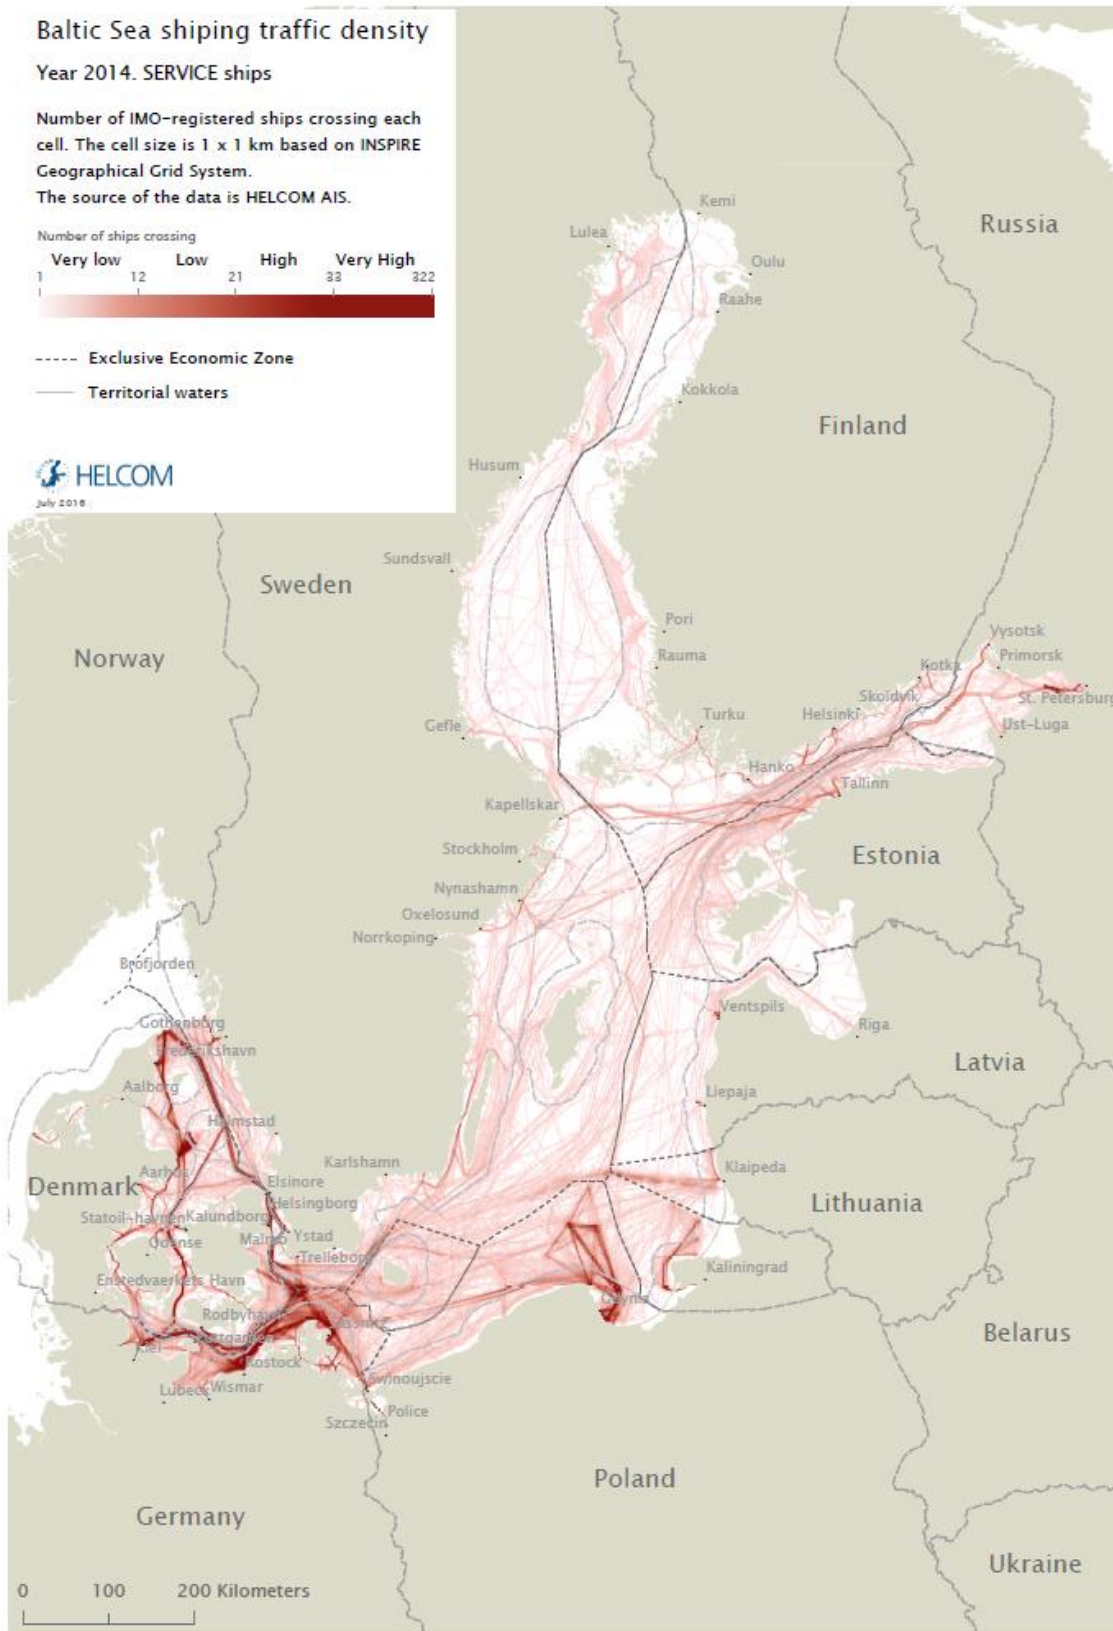 Baltic Sea shiping traffic density
Year 2014. SERVICE ships
Number of IMO-registered ships crossing each
cell. The cell size is 1 x 1 km based on INSPIRE
Geographical Grid System.
The source of the data is HELCOM AIS.
Number of ships crossing
Very low Low High Very High
1 12 21 33 322
Exclusive Economic Zone
Territorial waters
HELCOM
July 2016
Kemi
Russia
Lulea
Oulu
Raahe
Kokkola
Finland
Husum
Sundsvall
Sweden
Pori
Vysotsk
Norway
Rauma
Primorsk
Kotka
Skoldvik
St. Petersburg
Gefle
Turku
Helsinki
Ust-Luga
Hanko
Tallinn
Kapellskar
Stockholm
Estonia
Nynashamn
Oxelosund
Norrkoping
Brofjorden
Ventspils
Gothenborg
Riga
Frederikshavn
Latvia
Aalborg
Liepaja
Halmstad
Karlshamn
Klaipeda
Aarhus
Denmark
Elsinore
Helsingborg
Lithuania
Statoil-havnen
Kalundborg
Odense
Malmo
Ystad
Trelleborg
Kaliningrad
Enstedvaerkets Havn
Gdynia
Rodbyhavn
Belarus
Kiel
Rostock
Swinoujscie
Lubeck
Wismar
Police
Szczecin
Poland
Germany
Ukraine
0 100 200 Kilometers